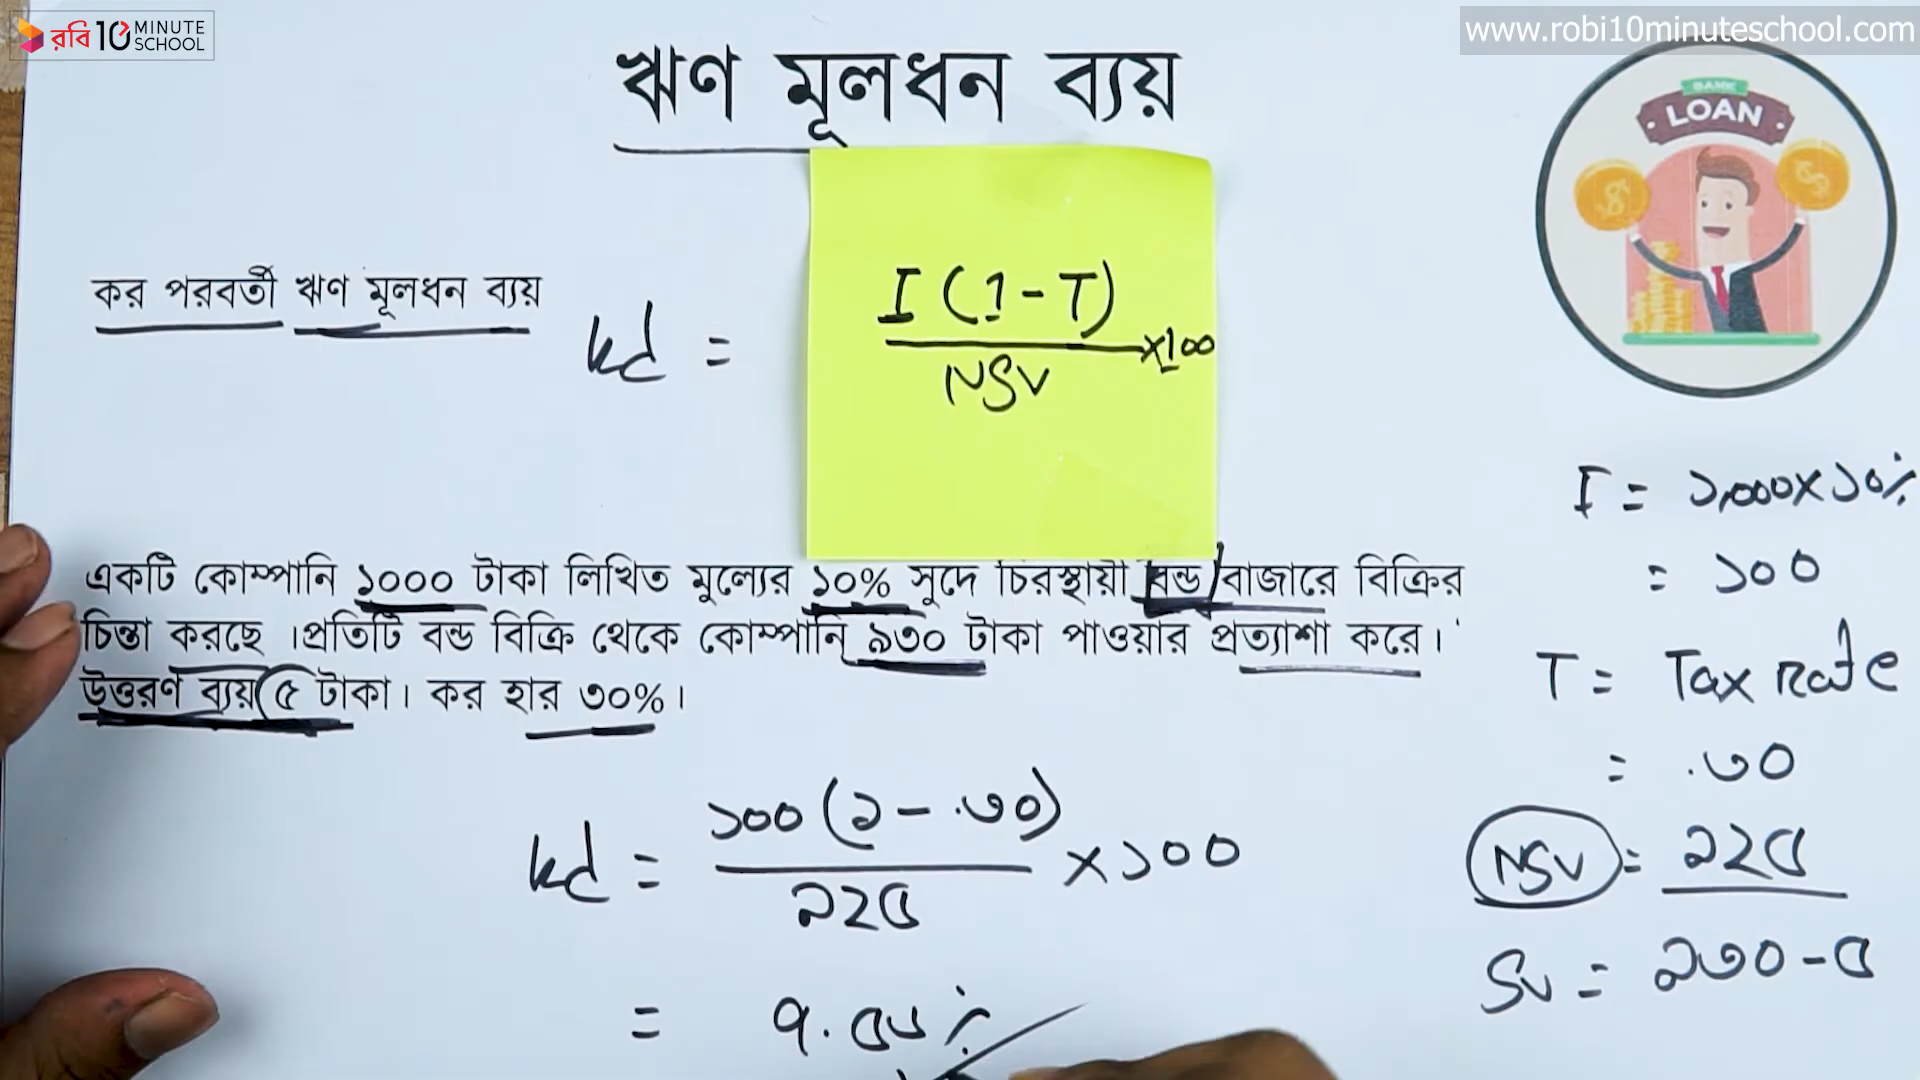 রবি 10 MINUTE SCHOOL
www.robi10minuteschool.com
ঋণ মূলধন ব্যয়
BANK
LOAN
কর পরবর্তী ঋণ মূলধন ব্যয়
kd = I (1 - T) / NSV × 100
I = ১,০০০ × ১০%
= ১০০
একটি কোম্পানি ১০০০ টাকা লিখিত মুল্যের ১০% সুদে চিরস্থায়ী বন্ড বাজারে বিক্রির
চিন্তা করছে ।প্রতিটি বন্ড বিক্রি থেকে কোম্পানি ৯৩০ টাকা পাওয়ার প্রত্যাশা করে।
উত্তরণ ব্যয় ৫ টাকা। কর হার ৩০%।
T = Tax rate
= .৩০
kd = ১০০ (১ - .৩০) / ৯২৫ × ১০০
NSV = ৯২৫
SV = ৯৩০ - ৫
= ৭.৫৬%